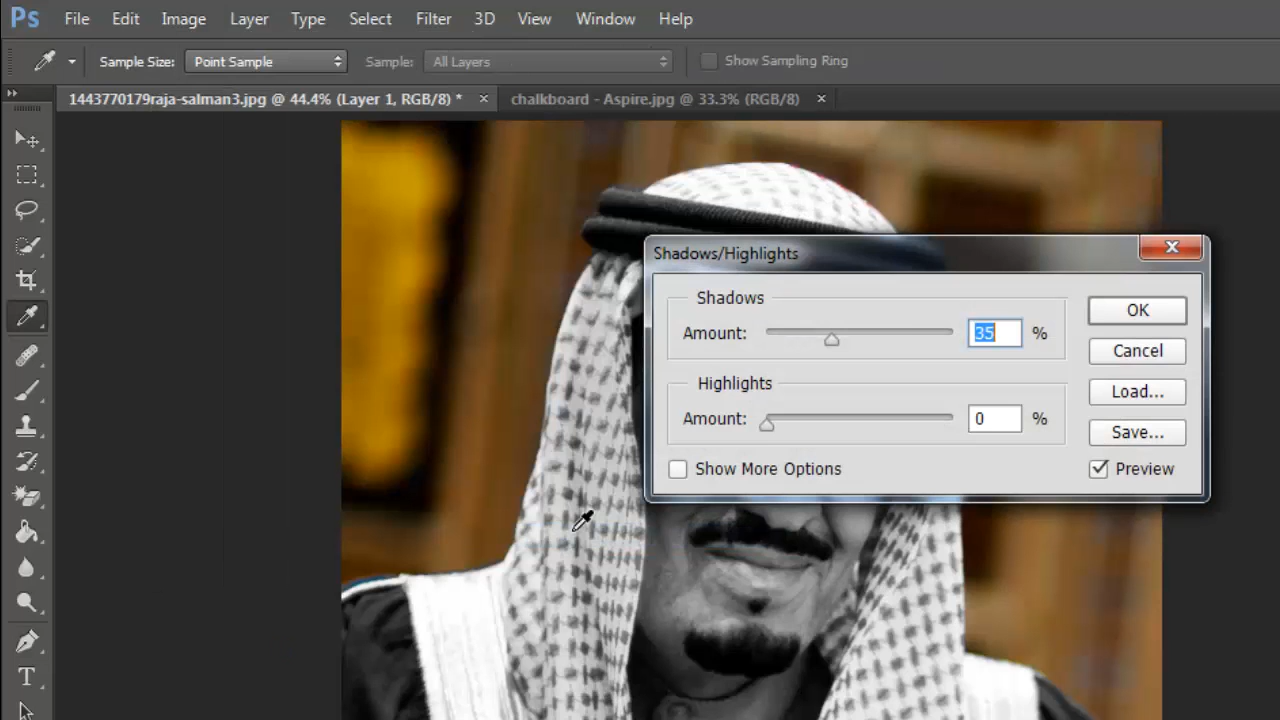 Ps File Edit Image Layer Type Select Filter 3D View Window Help
Sample Size: Point Sample Sample: All Layers Show Sampling Ring
1443770179raja-salman3.jpg @ 44.4% (Layer 1, RGB/8) * × chalkboard - Aspire.jpg @ 33.3% (RGB/8) ×
Shadows/Highlights
Shadows
Amount: 35 %
Highlights
Amount: 0 %
Show More Options
OK
Cancel
Load...
Save...
Preview
T